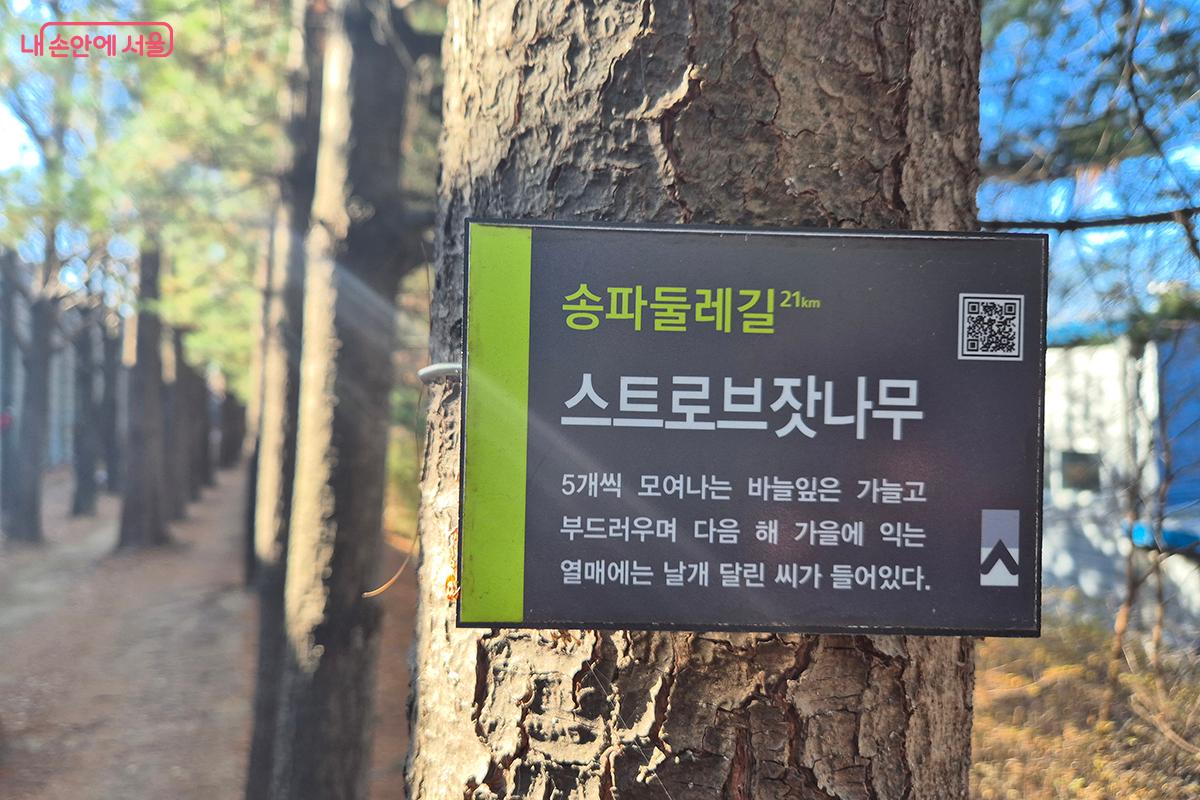 내 손안에 서울
송파둘레길 21km
스트로브잣나무
5개씩 모여나는 바늘잎은 가늘고
부드러우며 다음 해 가을에 익는
열매에는 날개 달린 씨가 들어있다.